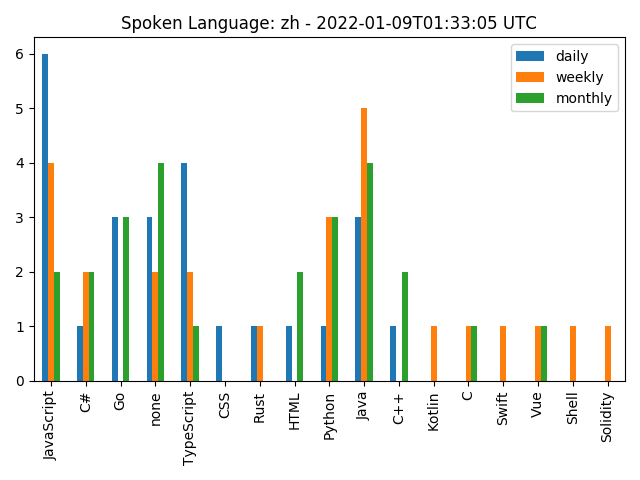 Spoken Language: zh - 2022-01-09T01:33:05 UTC
daily
weekly
monthly
6
5
4
3
2
1
0
JavaScript
C#
Go
none
TypeScript
CSS
Rust
HTML
Python
Java
C++
Kotlin
C
Swift
Vue
Shell
Solidity